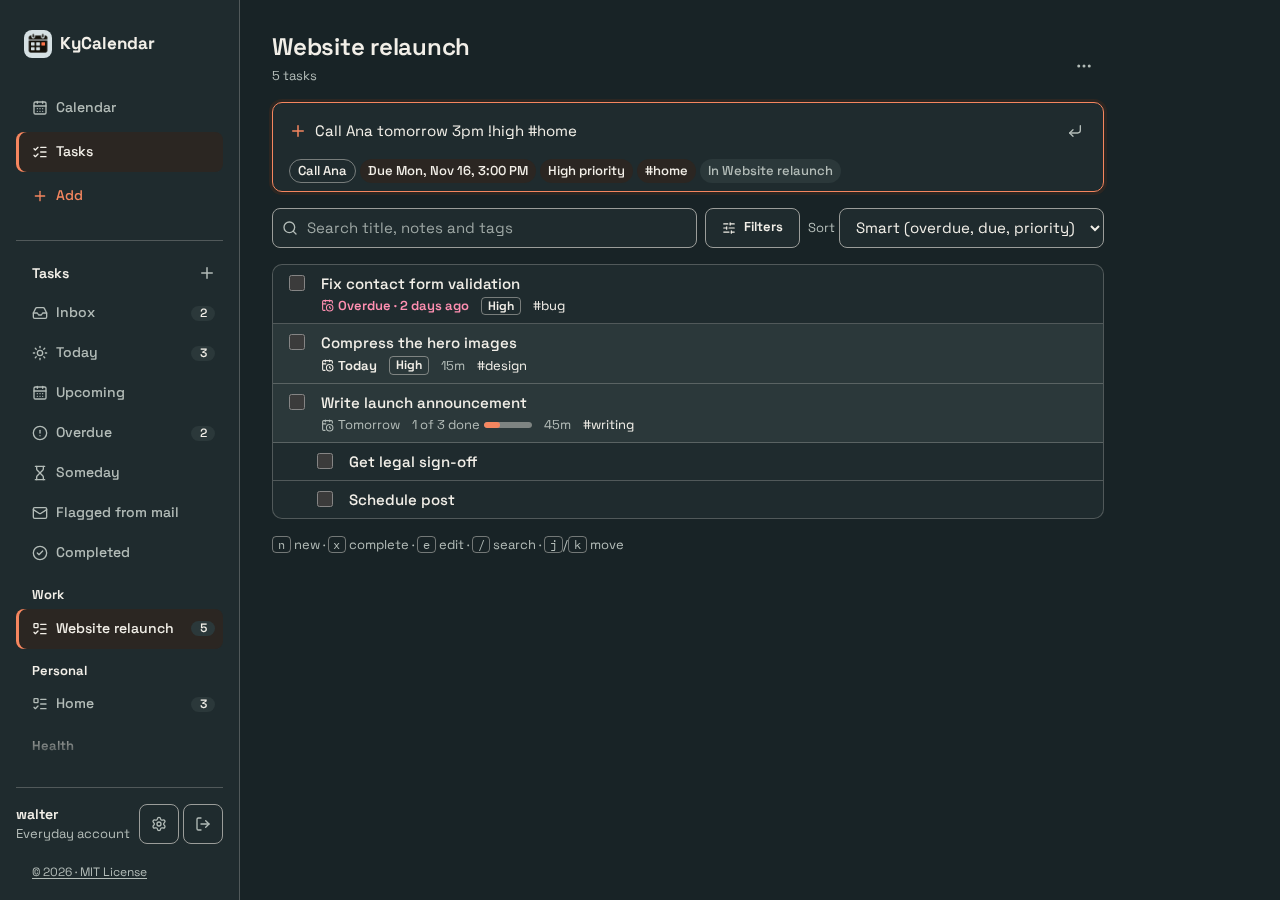 KyCalendar
Calendar
Tasks
Add
Tasks
Inbox 2
Today 3
Upcoming
Overdue 2
Someday
Flagged from mail
Completed
Work
Website relaunch 5
Personal
Home 3
Health
walter
Everyday account
© 2026 · MIT License
Website relaunch
5 tasks
Call Ana tomorrow 3pm !high #home
Call Ana Due Mon, Nov 16, 3:00 PM High priority #home In Website relaunch
Search title, notes and tags Filters Sort Smart (overdue, due, priority)
Fix contact form validation
Overdue · 2 days ago High #bug
Compress the hero images
Today High 15m #design
Write launch announcement
Tomorrow 1 of 3 done 45m #writing
Get legal sign-off
Schedule post
n new · x complete · e edit · / search · j/k move